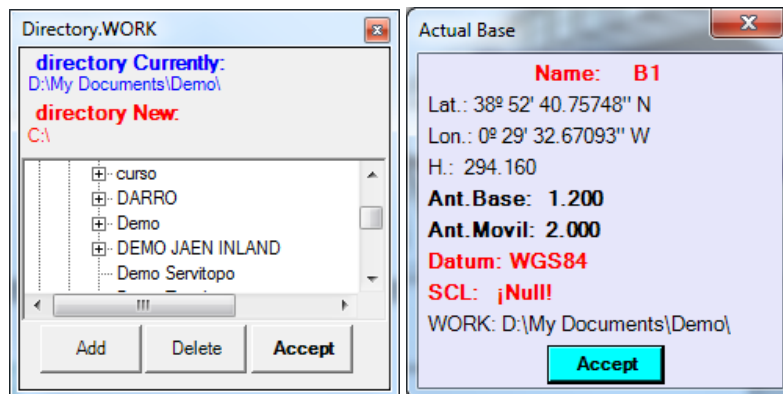 Directory.WORK
directory Currently:
D:\My Documents\Demo\
directory New:
C:\
curso
DARRO
Demo
DEMO JAEN INLAND
Demo Servitopo
Add Delete Accept
Actual Base
Name: B1
Lat.: 38º 52' 40.75748'' N
Lon.: 0º 29' 32.67093'' W
H.: 294.160
Ant.Base: 1.200
Ant.Movil: 2.000
Datum: WGS84
SCL: ¡Null!
WORK: D:\My Documents\Demo\
Accept